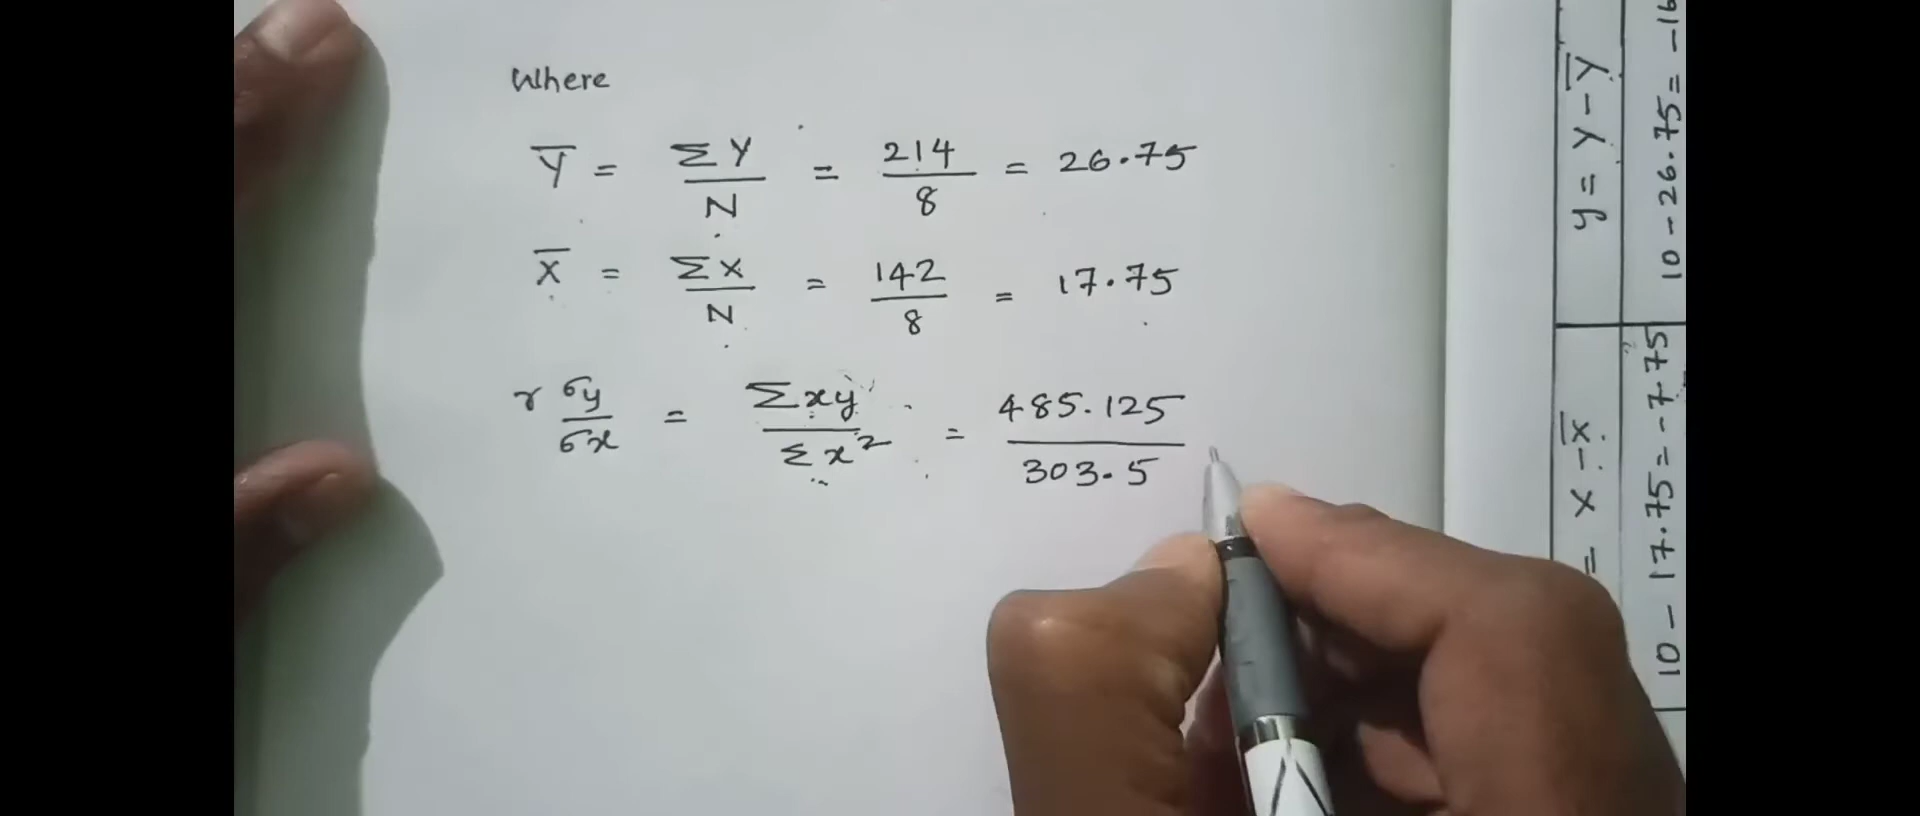 Where
Y̅ = ΣY / N = 214 / 8 = 26.75
X̅ = ΣX / N = 142 / 8 = 17.75
r σy / σx = Σxy / Σx² = 485.125 / 303.5
y = Y - Y̅
10 - 26.75 = -16
= X - X̅
10 - 17.75 = -7.75